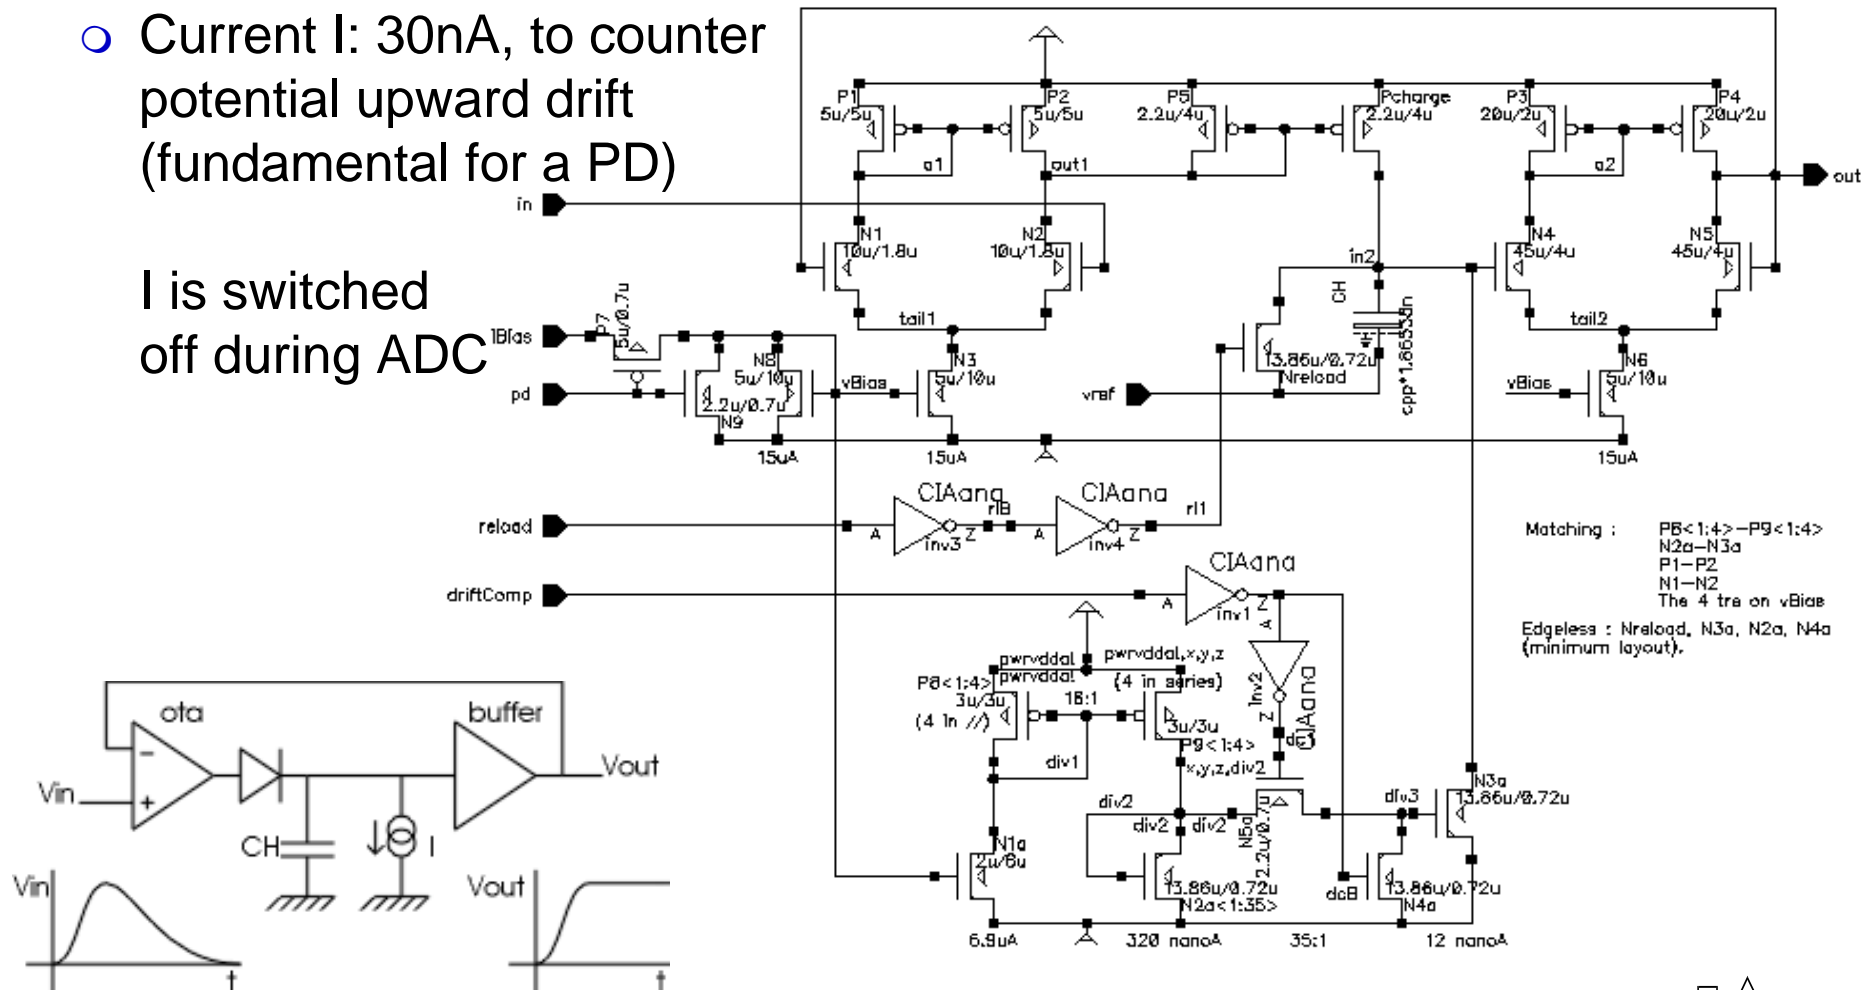 Current I: 30nA, to counter
potential upward drift
(fundamental for a PD)
I is switched
off during ADC
P1
5u/5u
P2
5u/5u
P5
2.2u/4u
Pcharge
2.2u/4u
P3
20u/2u
P4
20u/2u
a1
out1
a2
out
in
N1
10u/1.8u
N2
10u/1.8u
in2
N4
45u/4u
N5
45u/4u
tail1
CH
tail2
IBias
P7
5u/0.7u
N8
5u/10u
N3
5u/10u
13.86u/0.72u
Nreload
cpp*1.86538n
N6
5u/10u
pd
2.2u/0.7u
N9
vBias
vref
vBias
15uA
15uA
15uA
CIAana
CIAana
reload
A
inv3
Z
rlB
A
inv4
Z
rl1
Matching :
P8<1:4>-P9<1:4>
N2a-N3a
P1-P2
N1-N2
The 4 trs on vBias
Edgeless : Nreload, N3a, N2a, N4a
(minimum layout).
CIAana
driftComp
A
inv1
Z
A
inv2
Z
CIAana
pwrvddal
pwrvddal
pwrvddal,x,y,z
(4 in series)
P8<1:4>
3u/3u
(4 in //)
16:1
3u/3u
P9<1:4>
div1
x,y,z,div2
div2
div2
div2
N5a
2.2u/0.7u
div3
N3a
13.86u/0.72u
N1a
2u/6u
13.86u/0.72u
N2a<1:35>
dcB
13.86u/0.72u
N4a
6.9uA
320 nanoA
35:1
12 nanoA
ota
buffer
Vin
Vout
CH
I
Vin
t
Vout
t